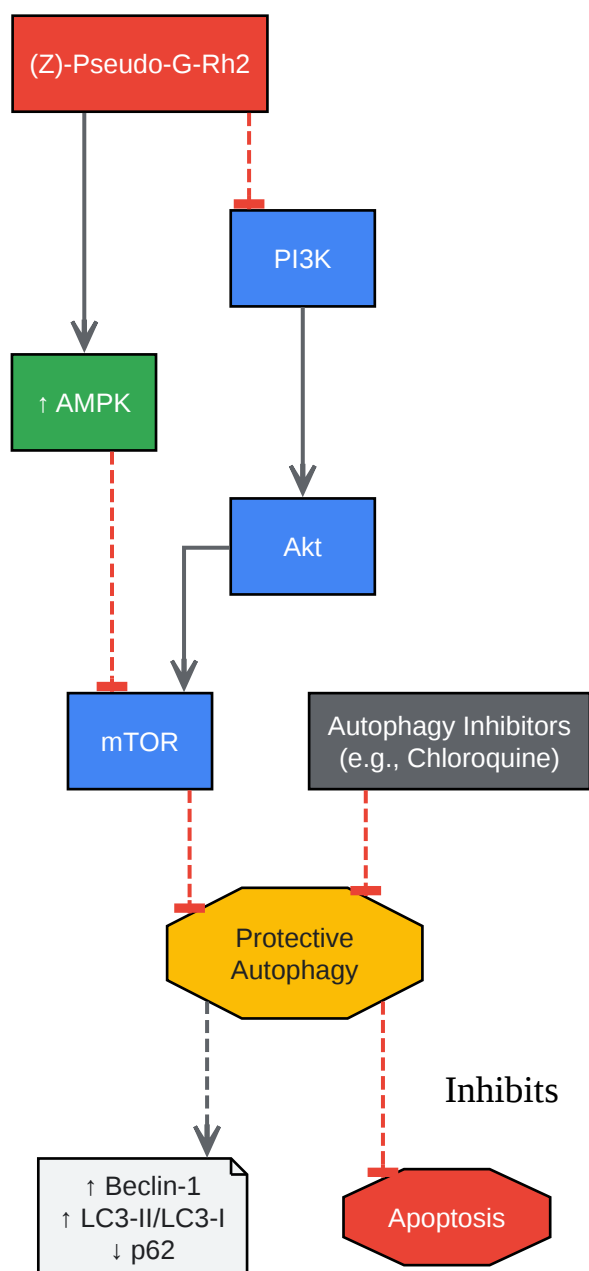 (Z)-Pseudo-G-Rh2
PI3K
↑ AMPK
Akt
mTOR
Autophagy Inhibitors
(e.g., Chloroquine)
Protective
Autophagy
Inhibits
↑ Beclin-1
↑ LC3-II/LC3-I
↓ p62
Apoptosis